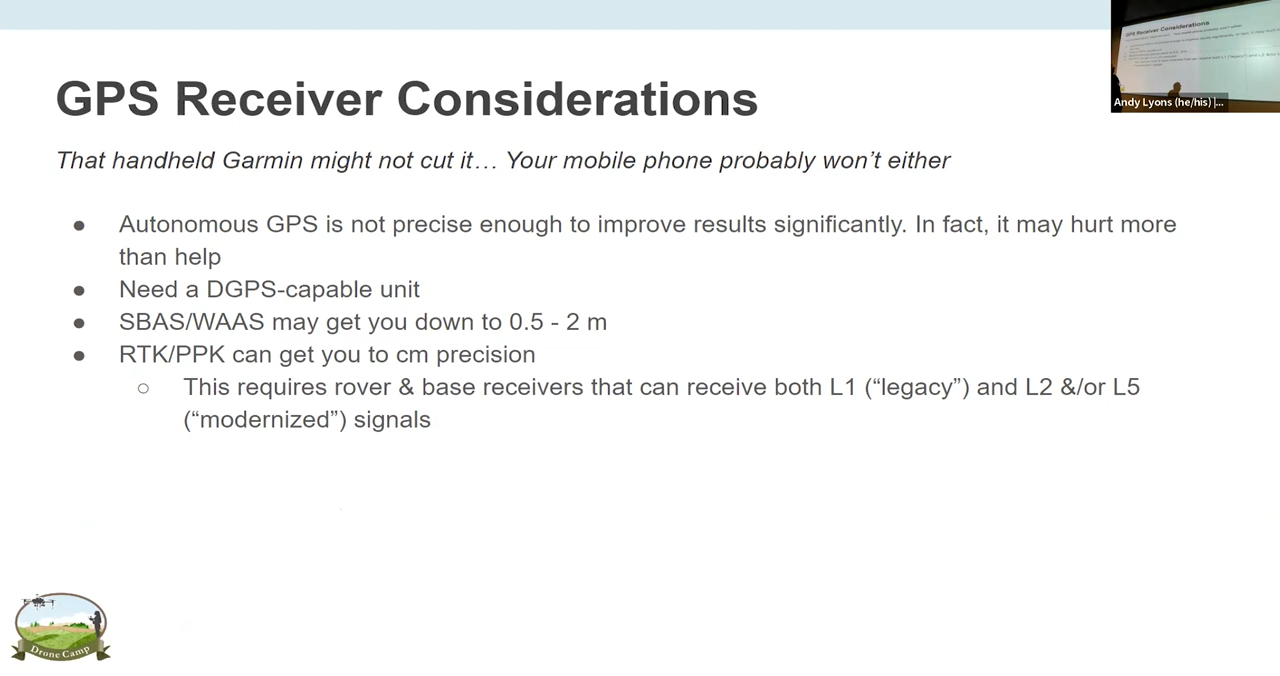 GPS Receiver Considerations
That handheld Garmin might not cut it… Your mobile phone probably won’t either
● Autonomous GPS is not precise enough to improve results significantly. In fact, it may hurt more
than help
● Need a DGPS-capable unit
● SBAS/WAAS may get you down to 0.5 - 2 m
● RTK/PPK can get you to cm precision
○ This requires rover & base receivers that can receive both L1 (“legacy”) and L2 &/or L5
(“modernized”) signals
GPS Receiver Considerations
Andy Lyons (he/his) |...
Drone Camp